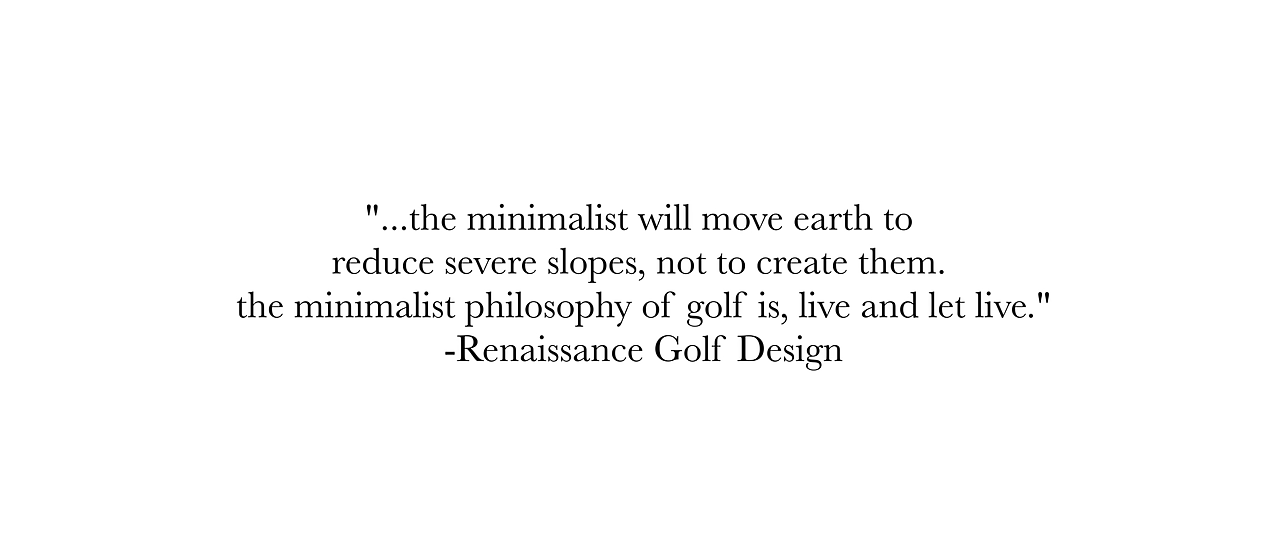 "...the minimalist will move earth to
reduce severe slopes, not to create them.
the minimalist philosophy of golf is, live and let live."
-Renaissance Golf Design